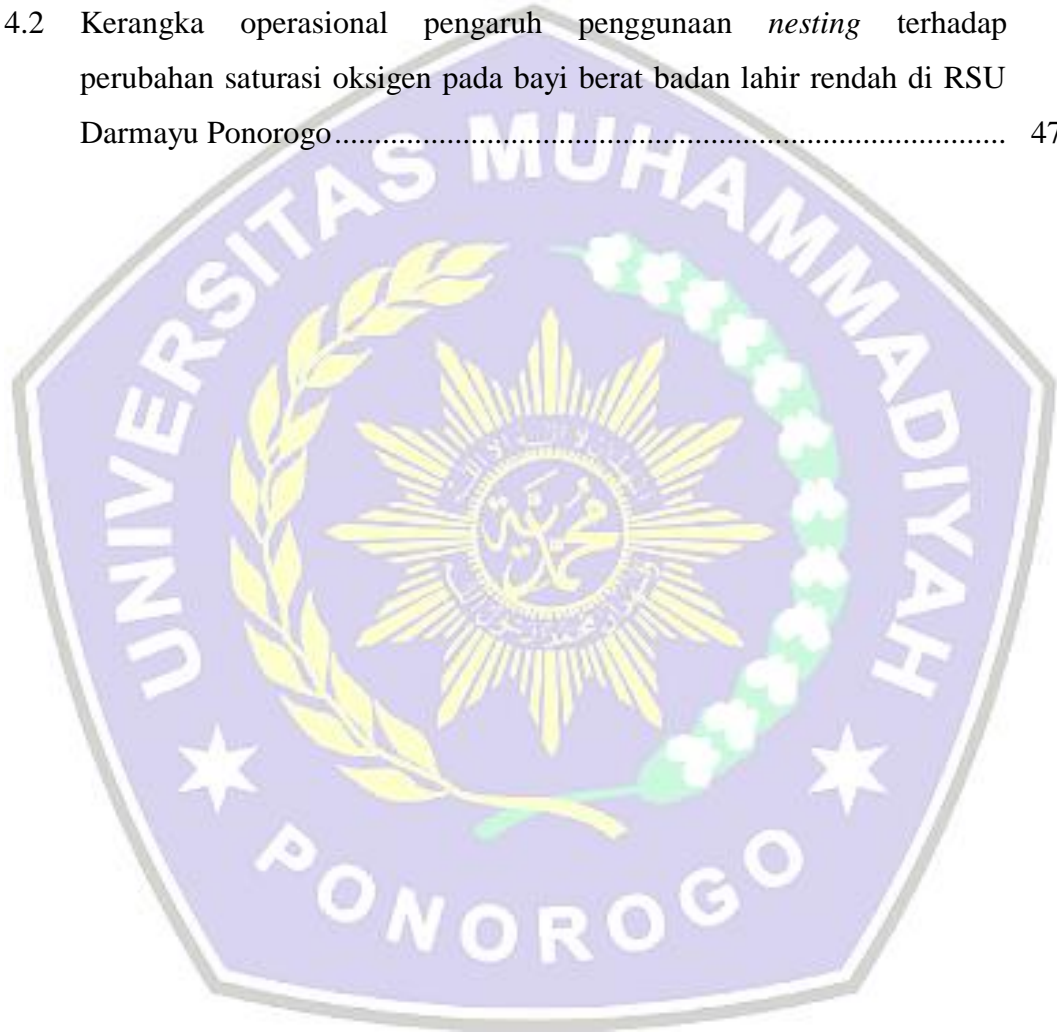 4.2 Kerangka operasional pengaruh penggunaan nesting terhadap
perubahan saturasi oksigen pada bayi berat badan lahir rendah di RSU
Darmayu Ponorogo....................................................................................... 47
UNIVERSITAS MUHAMMADIYAH
PONOROGO